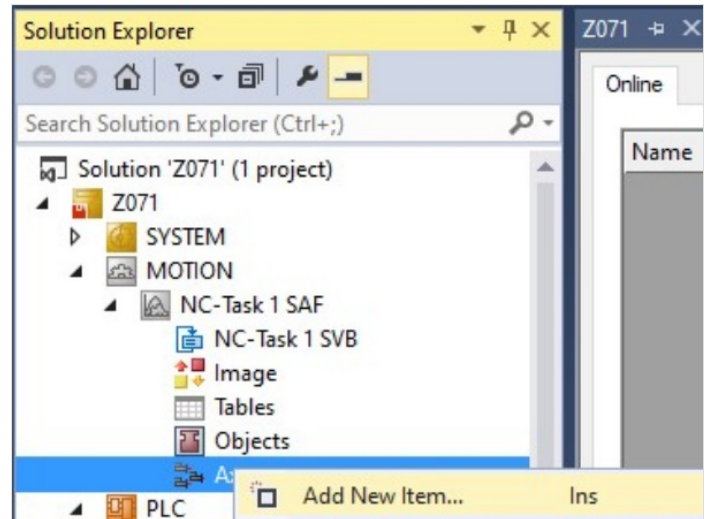 Solution Explorer
Z071
Search Solution Explorer (Ctrl+;)
Online
Name
Solution 'Z071' (1 project)
Z071
SYSTEM
MOTION
NC-Task 1 SAF
NC-Task 1 SVB
Image
Tables
Objects
Add New Item... Ins
PLC